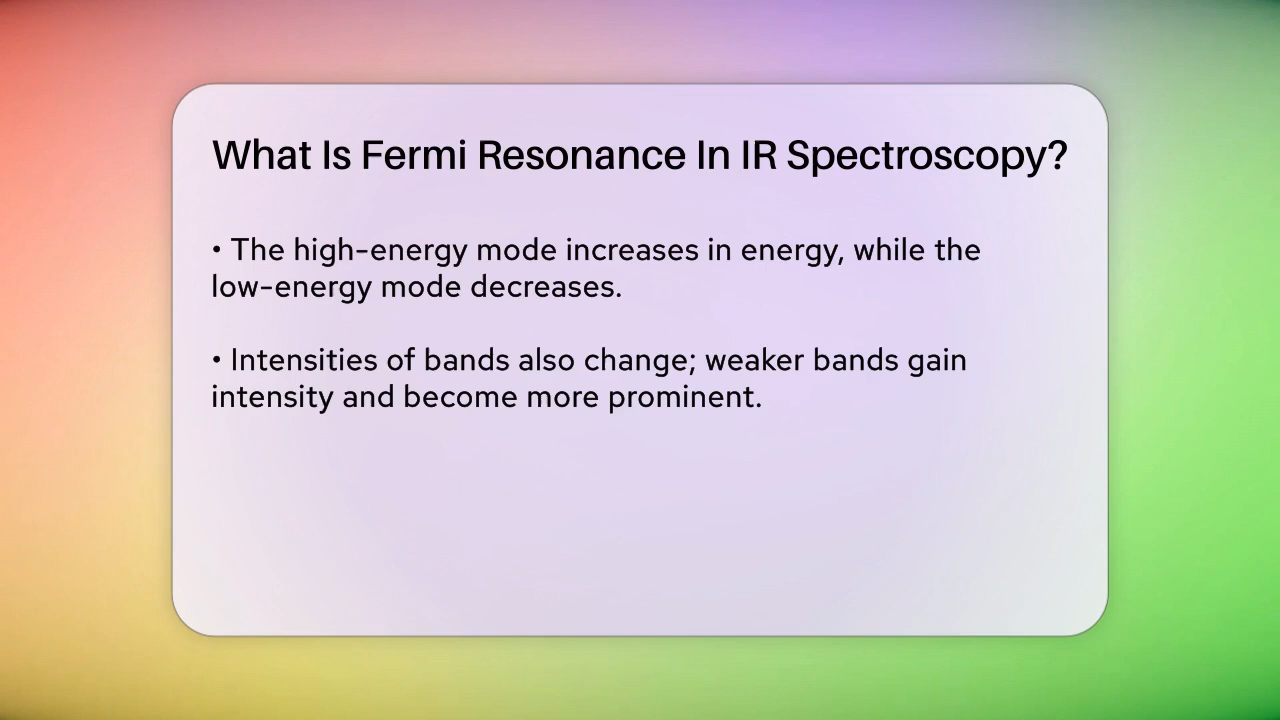 What Is Fermi Resonance In IR Spectroscopy?
• The high-energy mode increases in energy, while the
low-energy mode decreases.
• Intensities of bands also change; weaker bands gain
intensity and become more prominent.